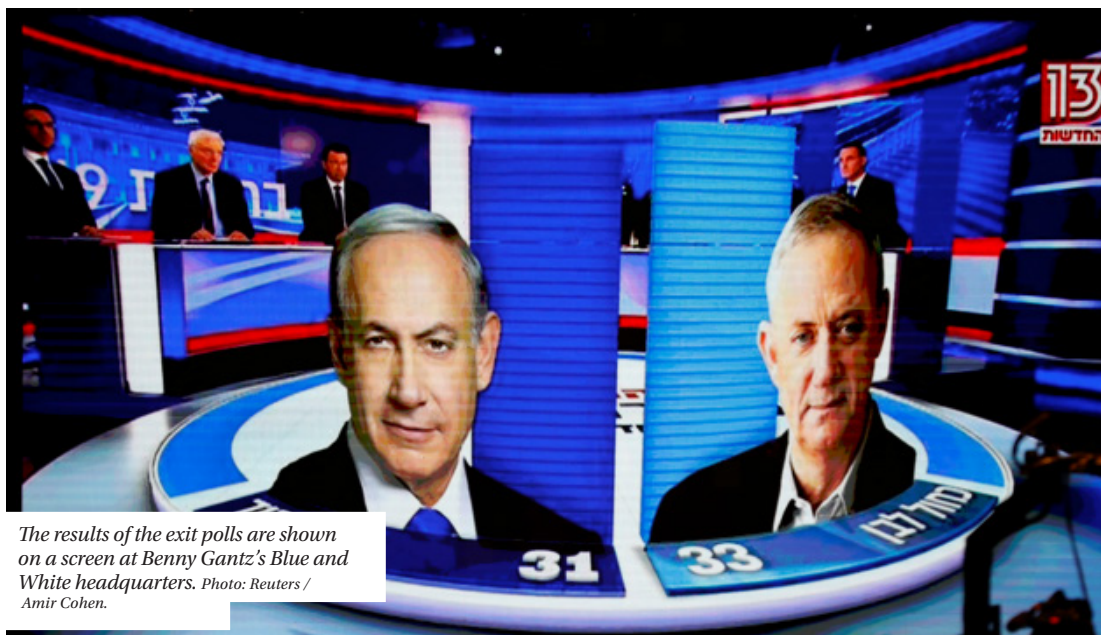 13
החדשות
31
33
כחול לבן
The results of the exit polls are shown
on a screen at Benny Gantz’s Blue and
White headquarters. Photo: Reuters /
Amir Cohen.